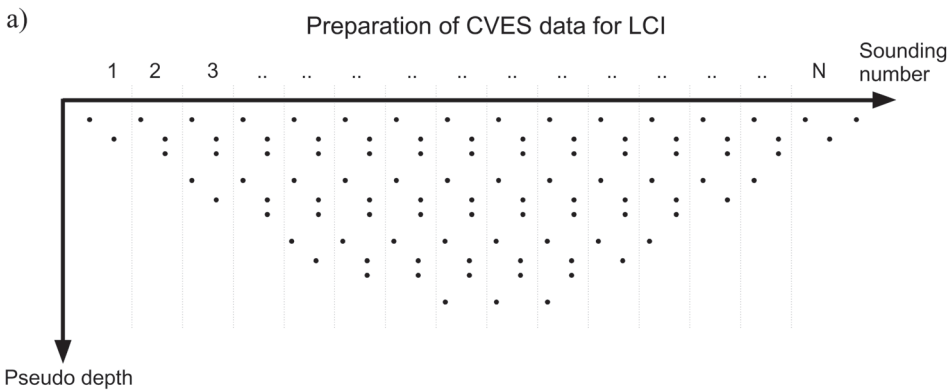 a)
Preparation of CVES data for LCI
1 2 3 .. .. .. .. .. .. .. .. .. .. .. N
Sounding
number
Pseudo depth